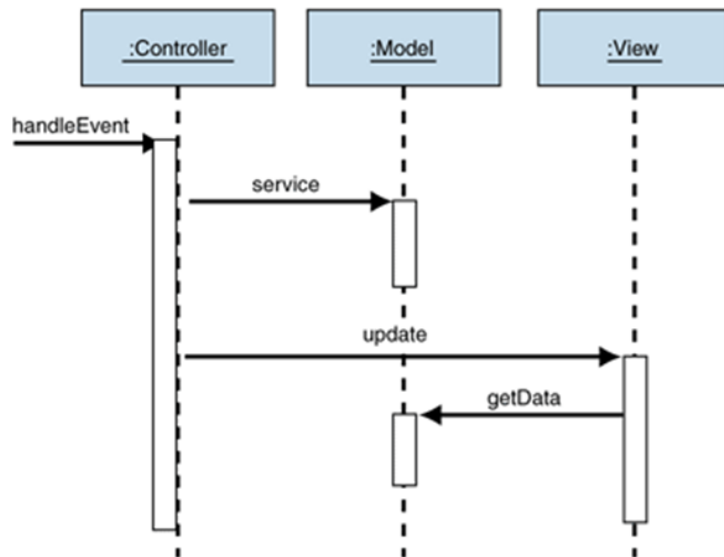 :Controller
:Model
:View
handleEvent
service
update
getData